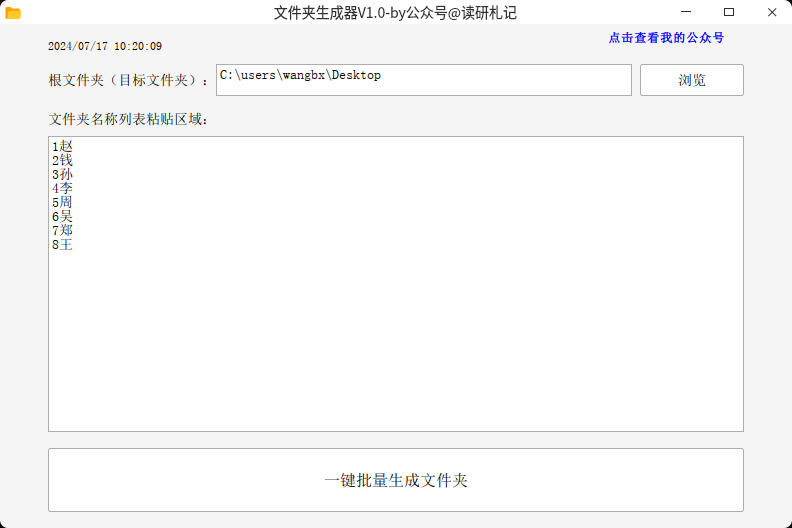 文件夹生成器V1.0-by公众号@读研札记
点击查看我的公众号
2024/07/17 10:20:09
根文件夹（目标文件夹）：
C:\users\wangbx\Desktop
浏览
文件夹名称列表粘贴区域：
1赵
2钱
3孙
4李
5周
6吴
7郑
8王
一键批量生成文件夹